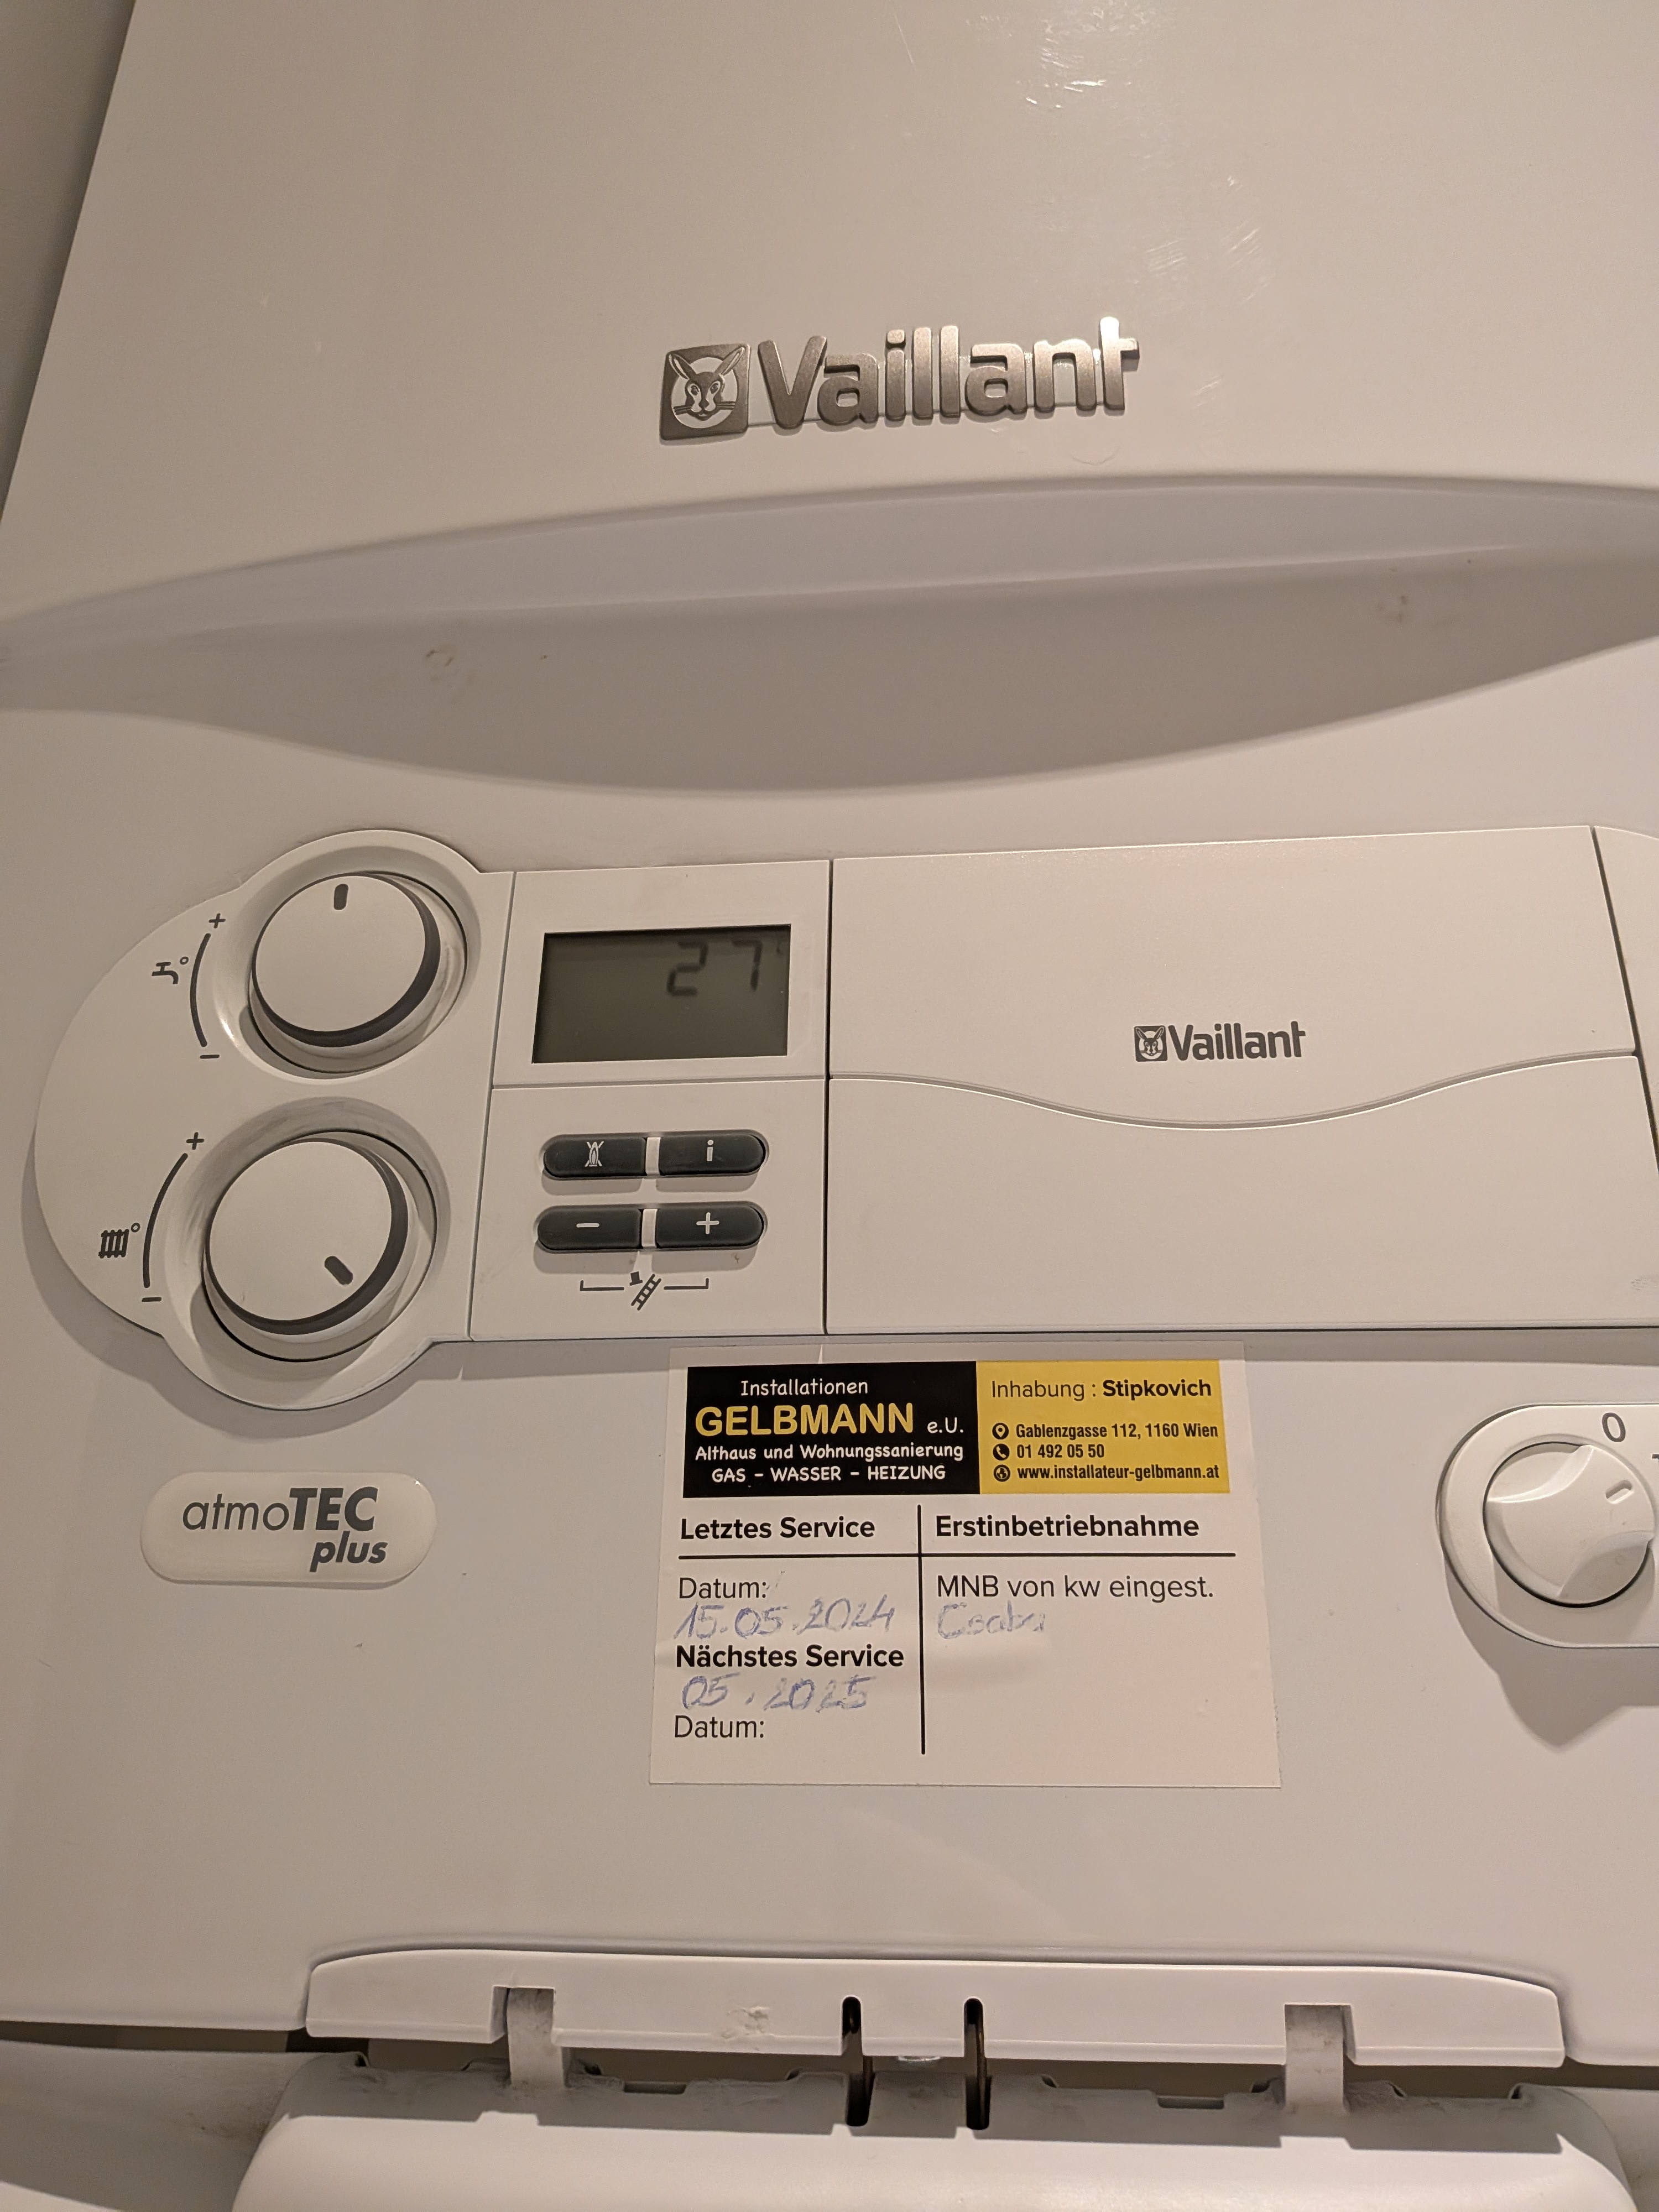 Vaillant
+
27°
Vaillant
−
+
i
− +
−
Installationen
GELBMANN e.U.
Althaus und Wohnungssanierung
GAS – WASSER – HEIZUNG
Inhabung : Stipkovich
Gablenzgasse 112, 1160 Wien
01 492 05 50
www.installateur-gelbmann.at
0
atmoTEC
plus
Letztes Service
Erstinbetriebnahme
Datum:
15.05.2024
MNB von kw eingest.
Csaba
Nächstes Service
05.2025
Datum: